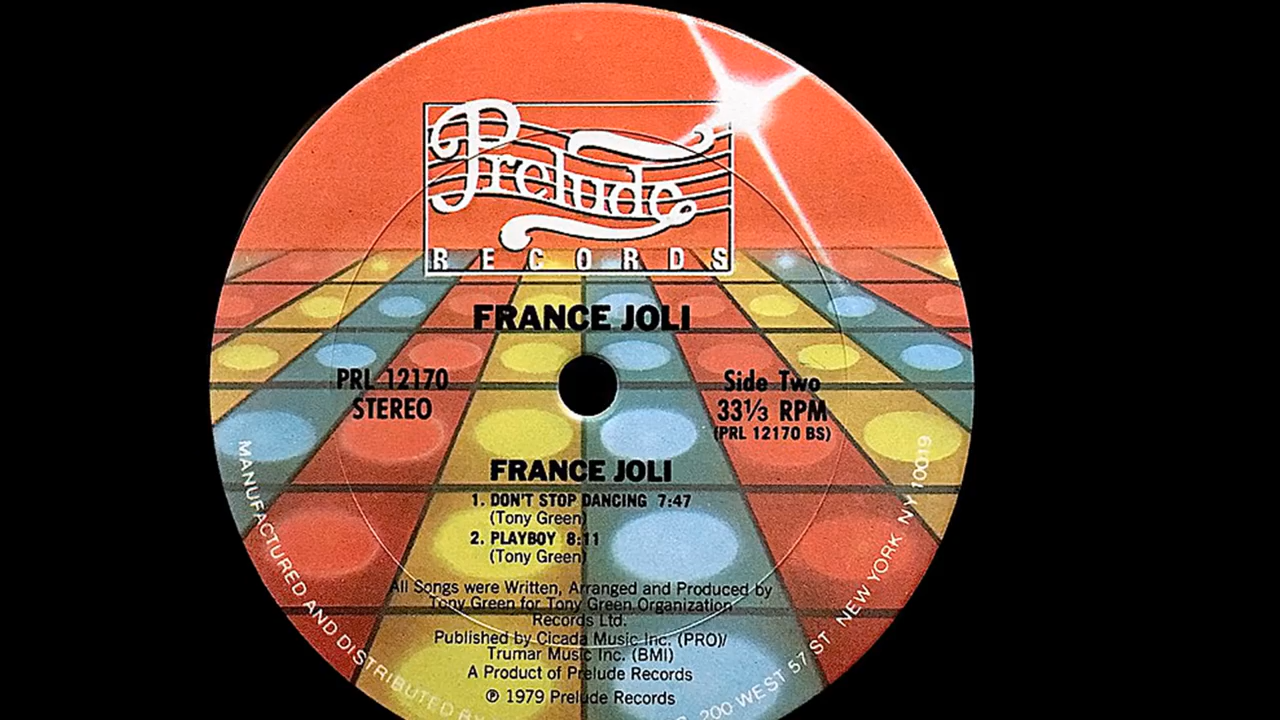 Prelude
RECORDS
FRANCE JOLI
PRL 12170
STEREO
Side Two
33⅓ RPM
(PRL 12170 BS)
FRANCE JOLI
1. DON'T STOP DANCING 7:47
(Tony Green)
2. PLAYBOY 8:11
(Tony Green)
All Songs were Written, Arranged and Produced by
Tony Green for Tony Green Organization
Records Ltd.
Published by Cicada Music Inc. (PRO)/
Trumar Music Inc. (BMI)
A Product of Prelude Records
℗ 1979 Prelude Records
MANUFACTURED AND DISTRIBUTED BY 200 WEST 57 ST NEW YORK NY 10019